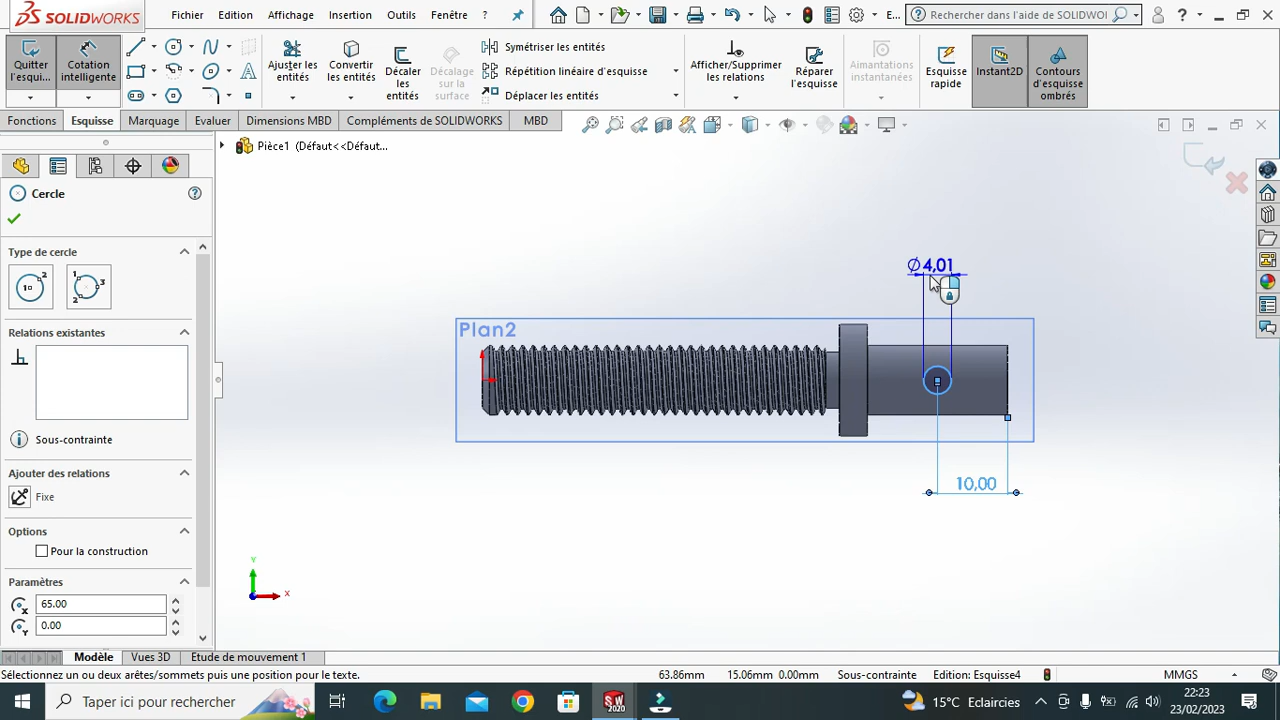 SOLIDWORKS
Fichier Edition Affichage Insertion Outils Fenêtre
E...
Rechercher dans l'aide de SOLIDWOI
?
Quitter l'esqui...
Cotation intelligente
Ajuster les entités
Convertir les entités
Décaler les entités
Décalage sur la surface
Symétriser les entités
Répétition linéaire d'esquisse
Déplacer les entités
Afficher/Supprimer les relations
Réparer l'esquisse
Aimantations instantanées
Esquisse rapide
Instant2D
Contours d'esquisse ombrés
Fonctions Esquisse Marquage Evaluer Dimensions MBD Compléments de SOLIDWORKS MBD
Pièce1 (Défaut<<Défaut...
Cercle
Type de cercle
Relations existantes
Sous-contrainte
Ajouter des relations
Fixe
Options
Pour la construction
Paramètres
65.00
0.00
Ø4,01
Plan2
10,00
Y
X
Modèle Vues 3D Etude de mouvement 1
Sélectionnez un ou deux arêtes/sommets puis une position pour le texte.
63.86mm 15.06mm 0.00mm Sous-contrainte Edition: Esquisse4 MMGS
Taper ici pour rechercher
SW 2020
15°C Eclaircies
22:23
23/02/2023